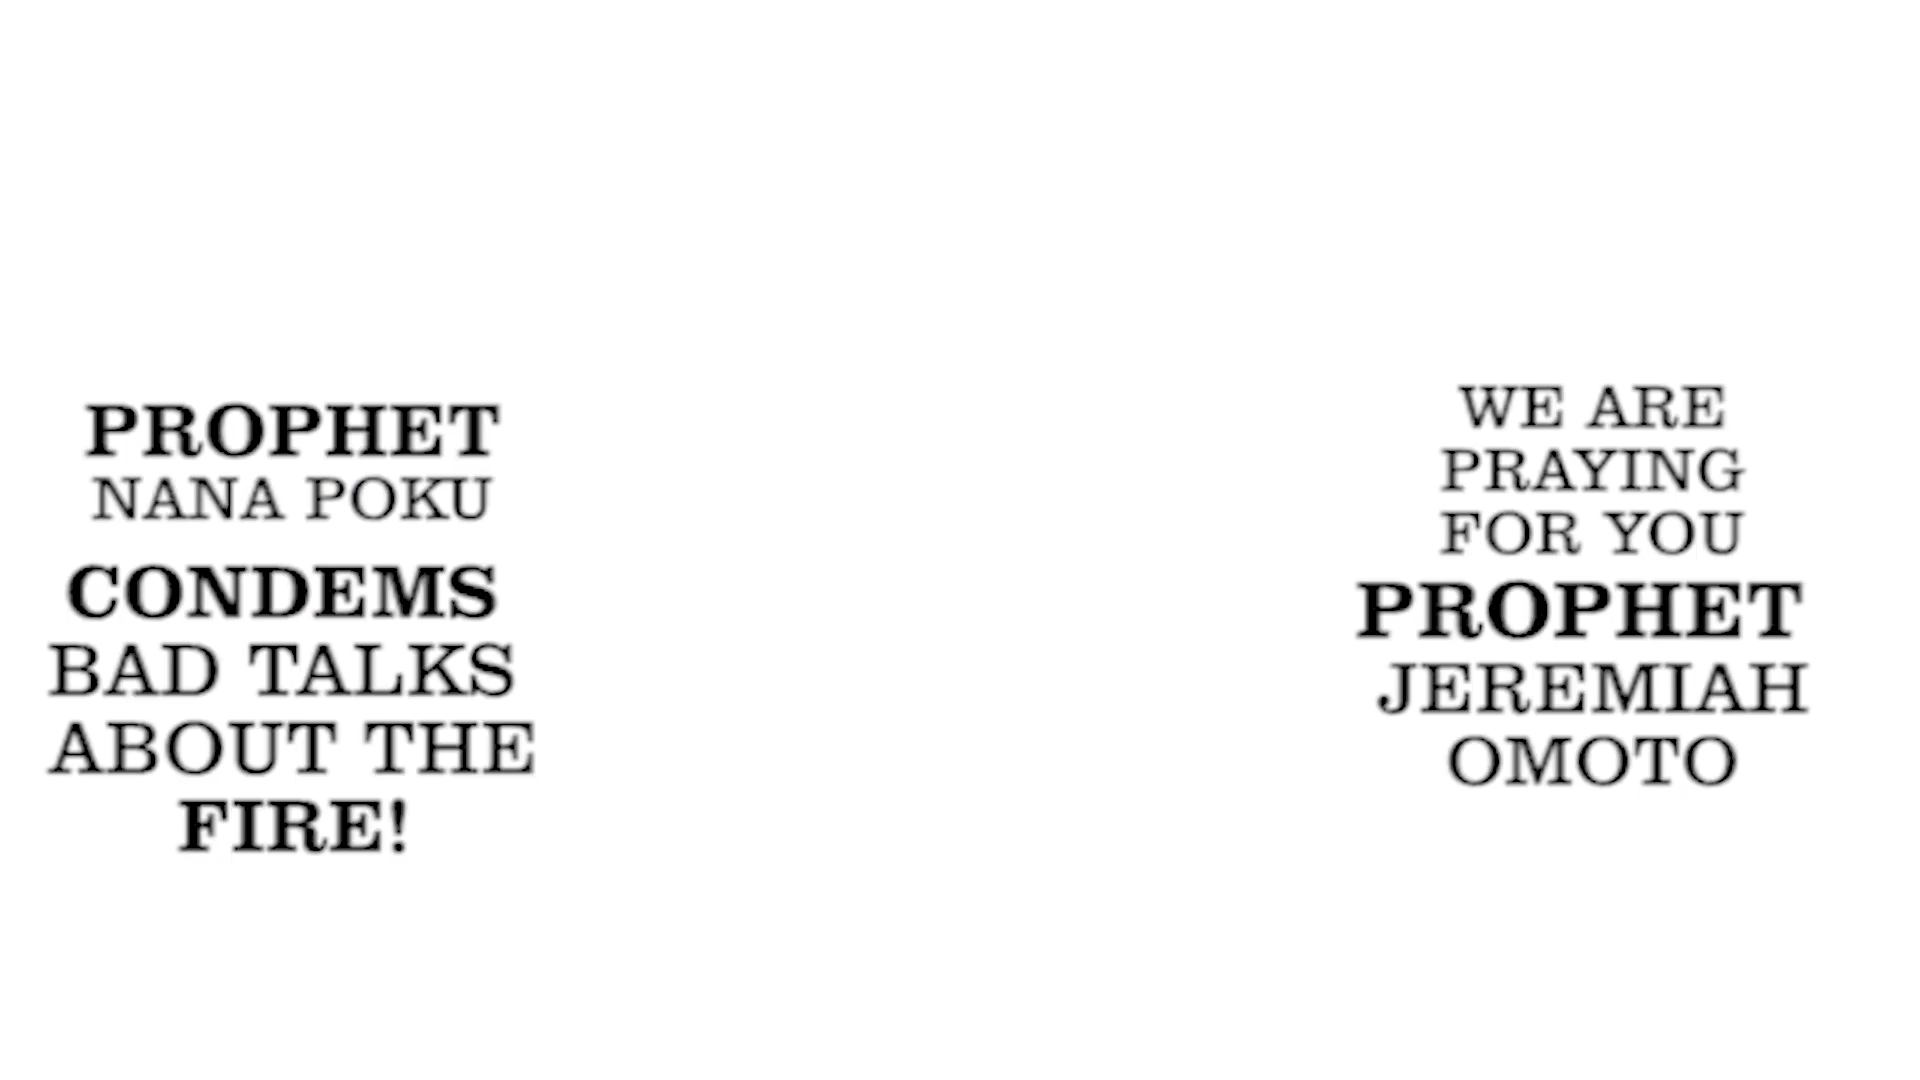 PROPHET
NANA POKU
CONDEMS
BAD TALKS
ABOUT THE
FIRE!
WE ARE
PRAYING
FOR YOU
PROPHET
JEREMIAH
OMOTO